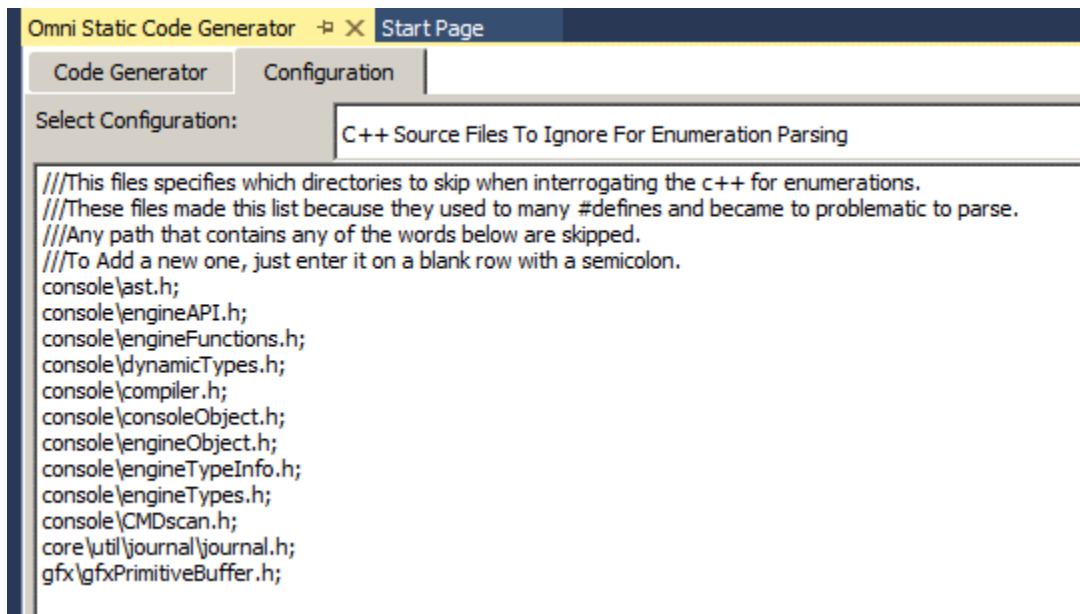 Omni Static Code Generator Start Page
Code Generator Configuration
Select Configuration: C++ Source Files To Ignore For Enumeration Parsing
///This files specifies which directories to skip when interrogating the c++ for enumerations.
///These files made this list because they used to many #defines and became to problematic to parse.
///Any path that contains any of the words below are skipped.
///To Add a new one, just enter it on a blank row with a semicolon.
console\ast.h;
console\engineAPI.h;
console\engineFunctions.h;
console\dynamicTypes.h;
console\compiler.h;
console\consoleObject.h;
console\engineObject.h;
console\engineTypeInfo.h;
console\engineTypes.h;
console\CMDscan.h;
core\util\journal\journal.h;
gfx\gfxPrimitiveBuffer.h;